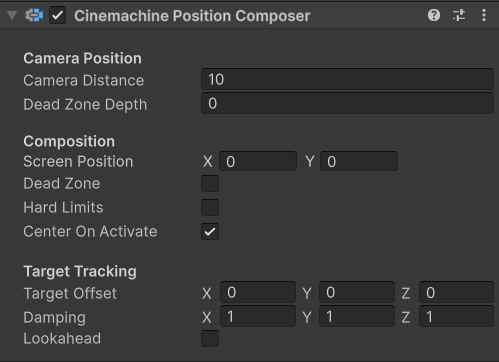 Cinemachine Position Composer
Camera Position
Camera Distance 10
Dead Zone Depth 0
Composition
Screen Position X 0 Y 0
Dead Zone
Hard Limits
Center On Activate
Target Tracking
Target Offset X 0 Y 0 Z 0
Damping X 1 Y 1 Z 1
Lookahead